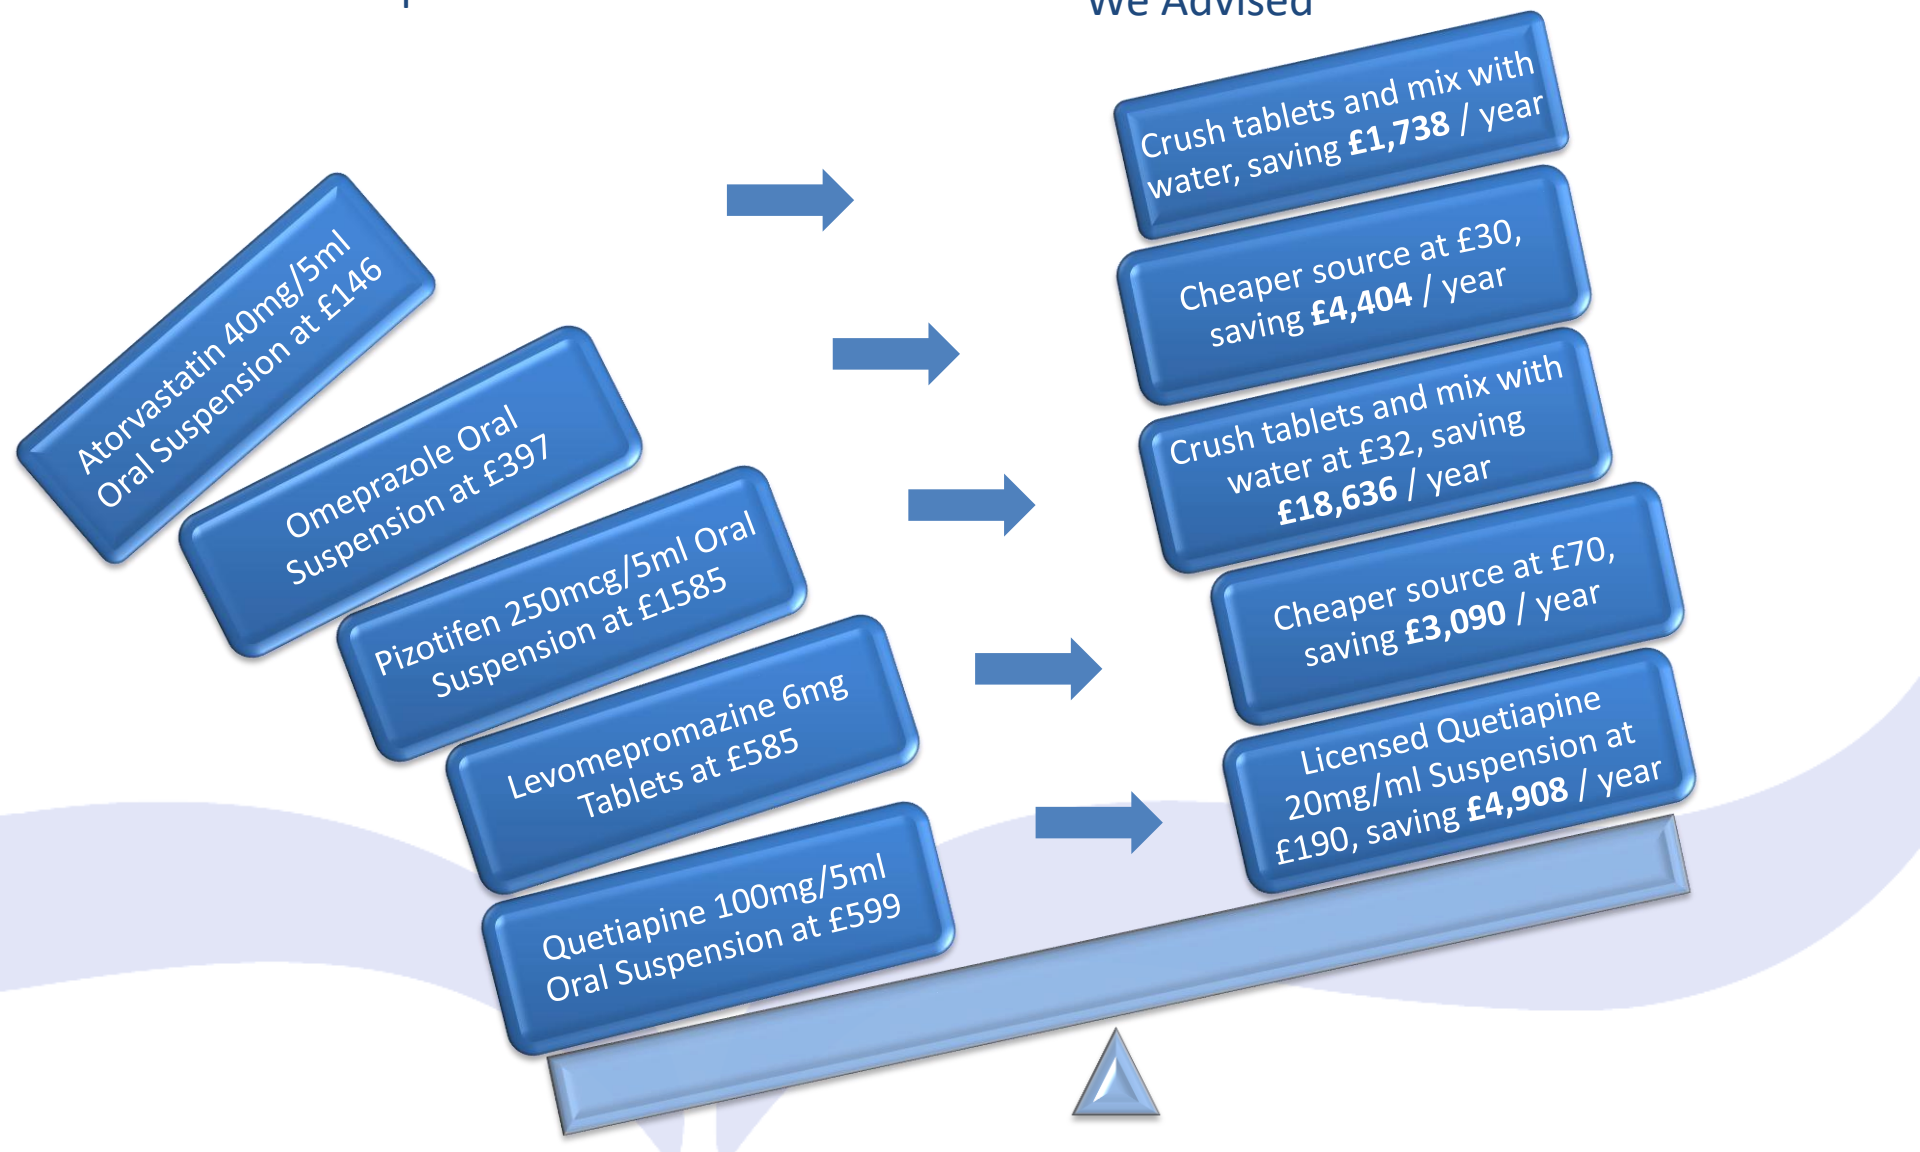 We Advised
Atorvastatin 40mg/5ml
Oral Suspension at £146
Crush tablets and mix with
water, saving £1,738 / year
Omeprazole Oral
Suspension at £397
Cheaper source at £30,
saving £4,404 / year
Pizotifen 250mcg/5ml Oral
Suspension at £1585
Crush tablets and mix with
water at £32, saving
£18,636 / year
Levomepromazine 6mg
Tablets at £585
Cheaper source at £70,
saving £3,090 / year
Quetiapine 100mg/5ml
Oral Suspension at £599
Licensed Quetiapine
20mg/ml Suspension at
£190, saving £4,908 / year